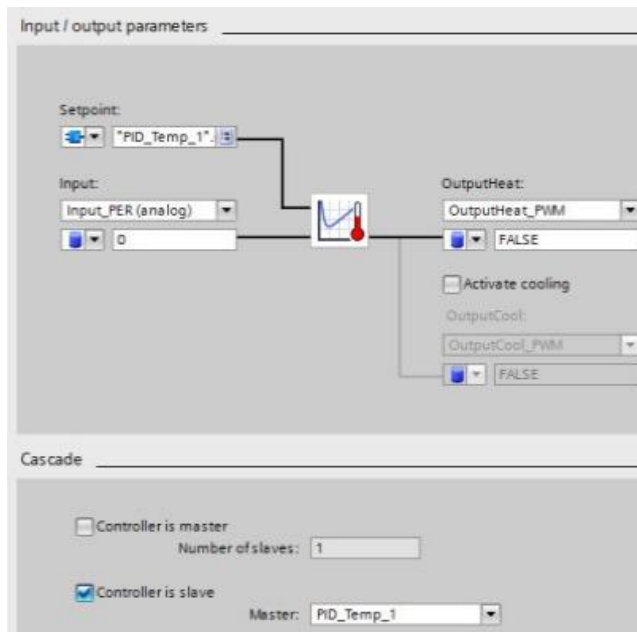 Input / output parameters
Setpoint:
"PID_Temp_1".
Input:
Input_PER (analog)
0
OutputHeat:
OutputHeat_PWM
FALSE
Activate cooling
OutputCool:
OutputCool_PWM
FALSE
Cascade
Controller is master
Number of slaves: 1
Controller is slave
Master: PID_Temp_1